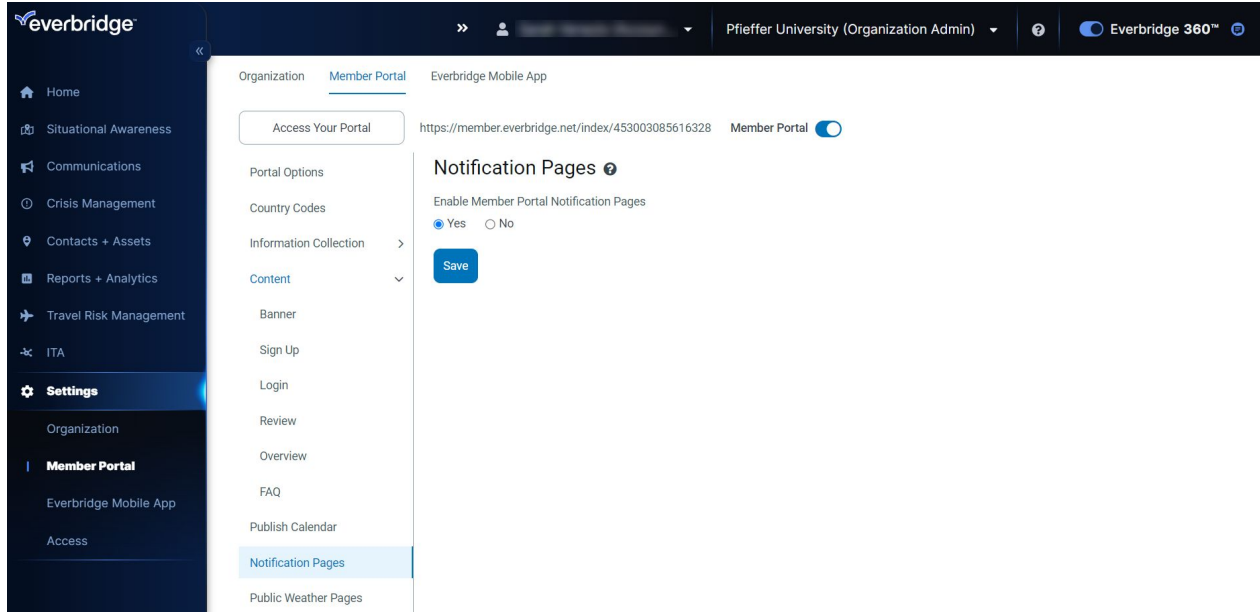 everbridge™
Pfieffer University (Organization Admin)
Everbridge 360™
Home
Situational Awareness
Communications
Crisis Management
Contacts + Assets
Reports + Analytics
Travel Risk Management
ITA
Settings
Organization
Member Portal
Everbridge Mobile App
Access
Organization Member Portal Everbridge Mobile App
Access Your Portal https://member.everbridge.net/index/453003085616328 Member Portal
Portal Options
Country Codes
Information Collection
Content
Banner
Sign Up
Login
Review
Overview
FAQ
Publish Calendar
Notification Pages
Public Weather Pages
Notification Pages
Enable Member Portal Notification Pages
Yes No
Save